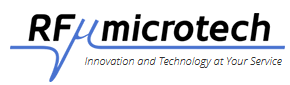 RFμmicrotech
Innovation and Technology at Your Service